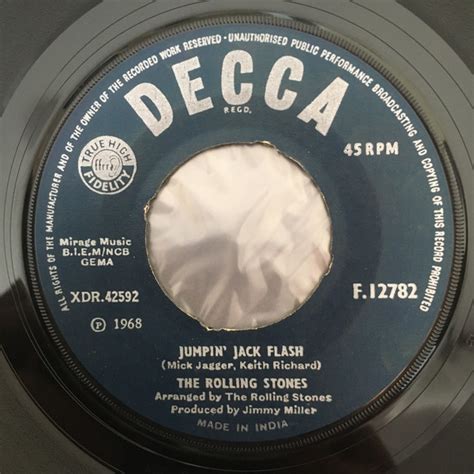 ALL RIGHTS OF THE MANUFACTURER AND OF THE OWNER OF THE RECORDED WORK RESERVED - UNAUTHORISED PUBLIC PERFORMANCE BROADCASTING AND COPYING OF THIS RECORD PROHIBITED
DECCA
REGD.
TRUE HIGH
ffrr
FIDELITY
45 RPM
Mirage Music
B.I.E.M/NCB
GEMA
XDR.42592
F.12782
℗ 1968
JUMPIN' JACK FLASH
(Mick Jagger, Keith Richard)
THE ROLLING STONES
Arranged by The Rolling Stones
Produced by Jimmy Miller
MADE IN INDIA